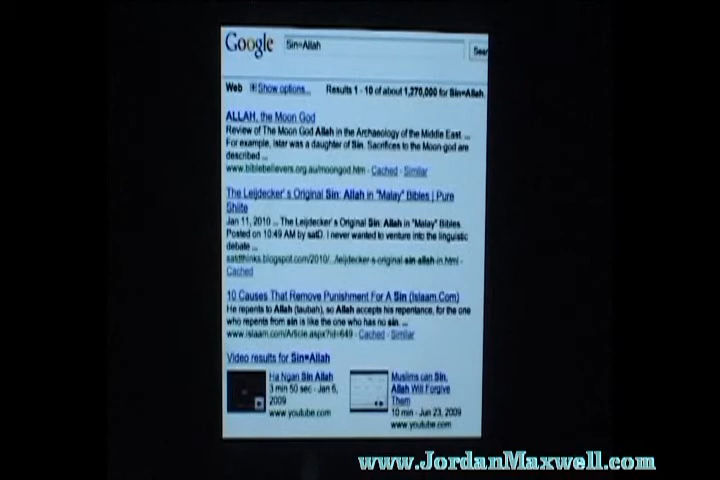 Google Sin=Allah Sear
Web Show options... Results 1 - 10 of about 1,270,000 for Sin=Allah.
ALLAH, the Moon God
Review of The Moon God Allah in the Archaeology of the Middle East ...
For example, Istar was a daughter of Sin. Sacrifices to the Moon-god are
described ...
www.biblebelievers.org.au/moongod.htm - Cached - Similar
The Leijdecker's Original Sin: Allah in "Malay" Bibles | Pure
Shiite
Jan 11, 2010 ... The Leijdecker's Original Sin: Allah in "Malay" Bibles.
Posted on 10:49 AM by satD. I never wanted to venture into the linguistic
debate ...
satdthinks.blogspot.com/2010/.../leijdecker-s-original-sin-allah-in.html -
Cached
10 Causes That Remove Punishment For A Sin (Islaam.Com)
He repents to Allah (taubah), so Allah accepts his repentance, for the one
who repents from sin is like the one who has no sin. ...
www.islaam.com/Article.aspx?id=649 - Cached - Similar
Video results for Sin=Allah
Ha Ngan Sin Allah
3 min 50 sec - Jan 6,
2009
www.youtube.com
Muslims can Sin,
Allah Will Forgive
Them
10 min - Jun 23, 2009
www.youtube.com
www.JordanMaxwell.com